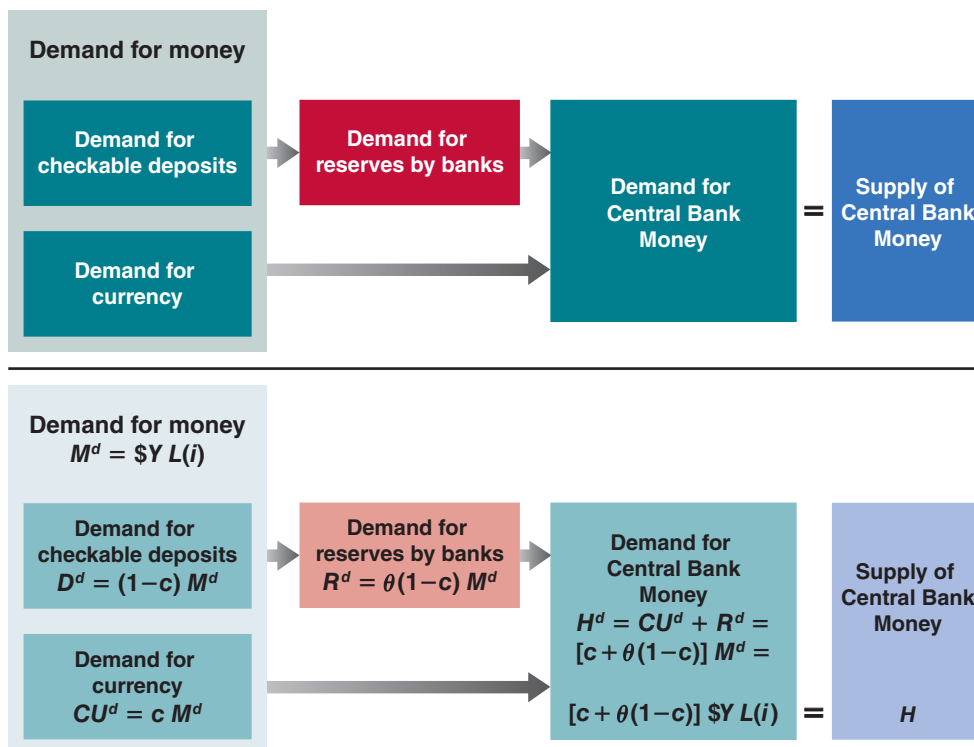 Demand for money
Demand for
checkable deposits
Demand for
currency
Demand for
reserves by banks
Demand for
Central Bank
Money
=
Supply of
Central Bank
Money
Demand for money
Mᵈ = $Y L(i)
Demand for
checkable deposits
Dᵈ = (1−c) Mᵈ
Demand for
currency
CUᵈ = c Mᵈ
Demand for
reserves by banks
Rᵈ = θ(1−c) Mᵈ
Demand for
Central Bank
Money
Hᵈ = CUᵈ + Rᵈ =
[c + θ(1−c)] Mᵈ =
[c + θ(1−c)] $Y L(i)
=
Supply of
Central Bank
Money
H